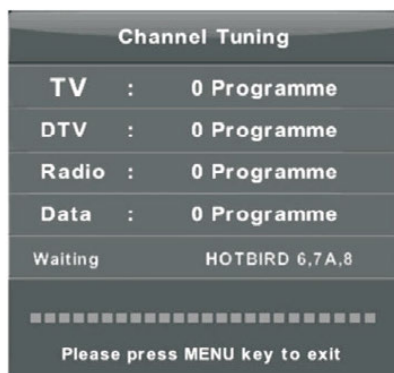 Channel Tuning
TV : 0 Programme
DTV : 0 Programme
Radio : 0 Programme
Data : 0 Programme
Waiting HOTBIRD 6,7A,8
Please press MENU key to exit